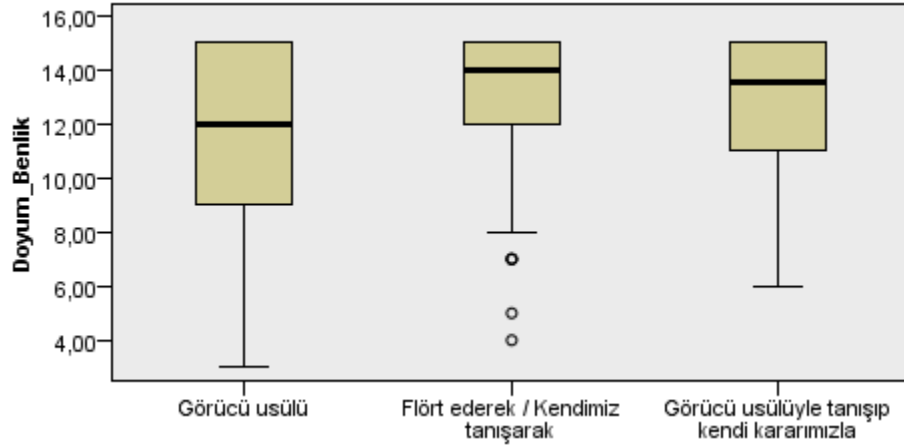 16,00
14,00
12,00
10,00
8,00
6,00
4,00
Doyum_Benlik
Görücü usülü
Flört ederek / Kendimiz
tanışarak
Görücü usülüyle tanışıp
kendi kararımızla